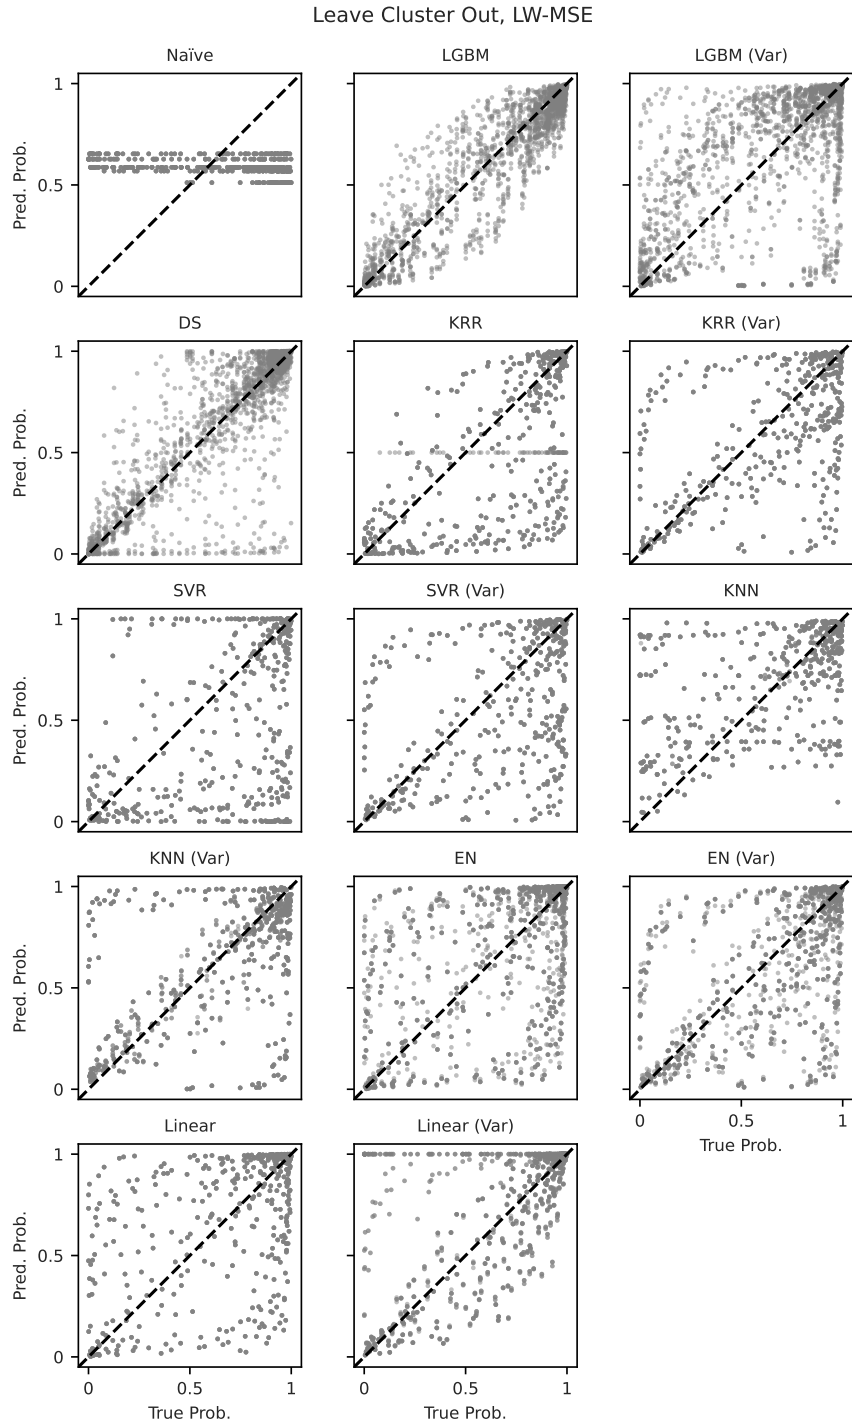 Leave Cluster Out, LW-MSE
Naïve
LGBM
LGBM (Var)
Pred. Prob.
1
0.5
0
DS
KRR
KRR (Var)
Pred. Prob.
1
0.5
0
SVR
SVR (Var)
KNN
Pred. Prob.
1
0.5
0
KNN (Var)
EN
EN (Var)
Pred. Prob.
1
0.5
0
0 0.5 1
True Prob.
Linear
Linear (Var)
Pred. Prob.
1
0.5
0
0 0.5 1
True Prob.
0 0.5 1
True Prob.